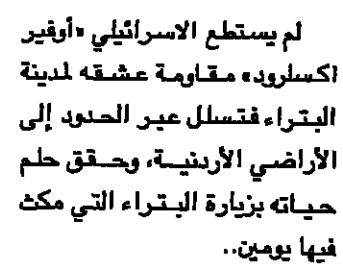 لم يستطع الاسرائيلي «أوفير
اكسلرود» مقاومة عشقه لمدينة
البتراء فتسلل عبر الحدود إلى
الأراضي الأردنية، وحقق حلم
حياته بزيارة البتراء التي مكث
فيها يومين..